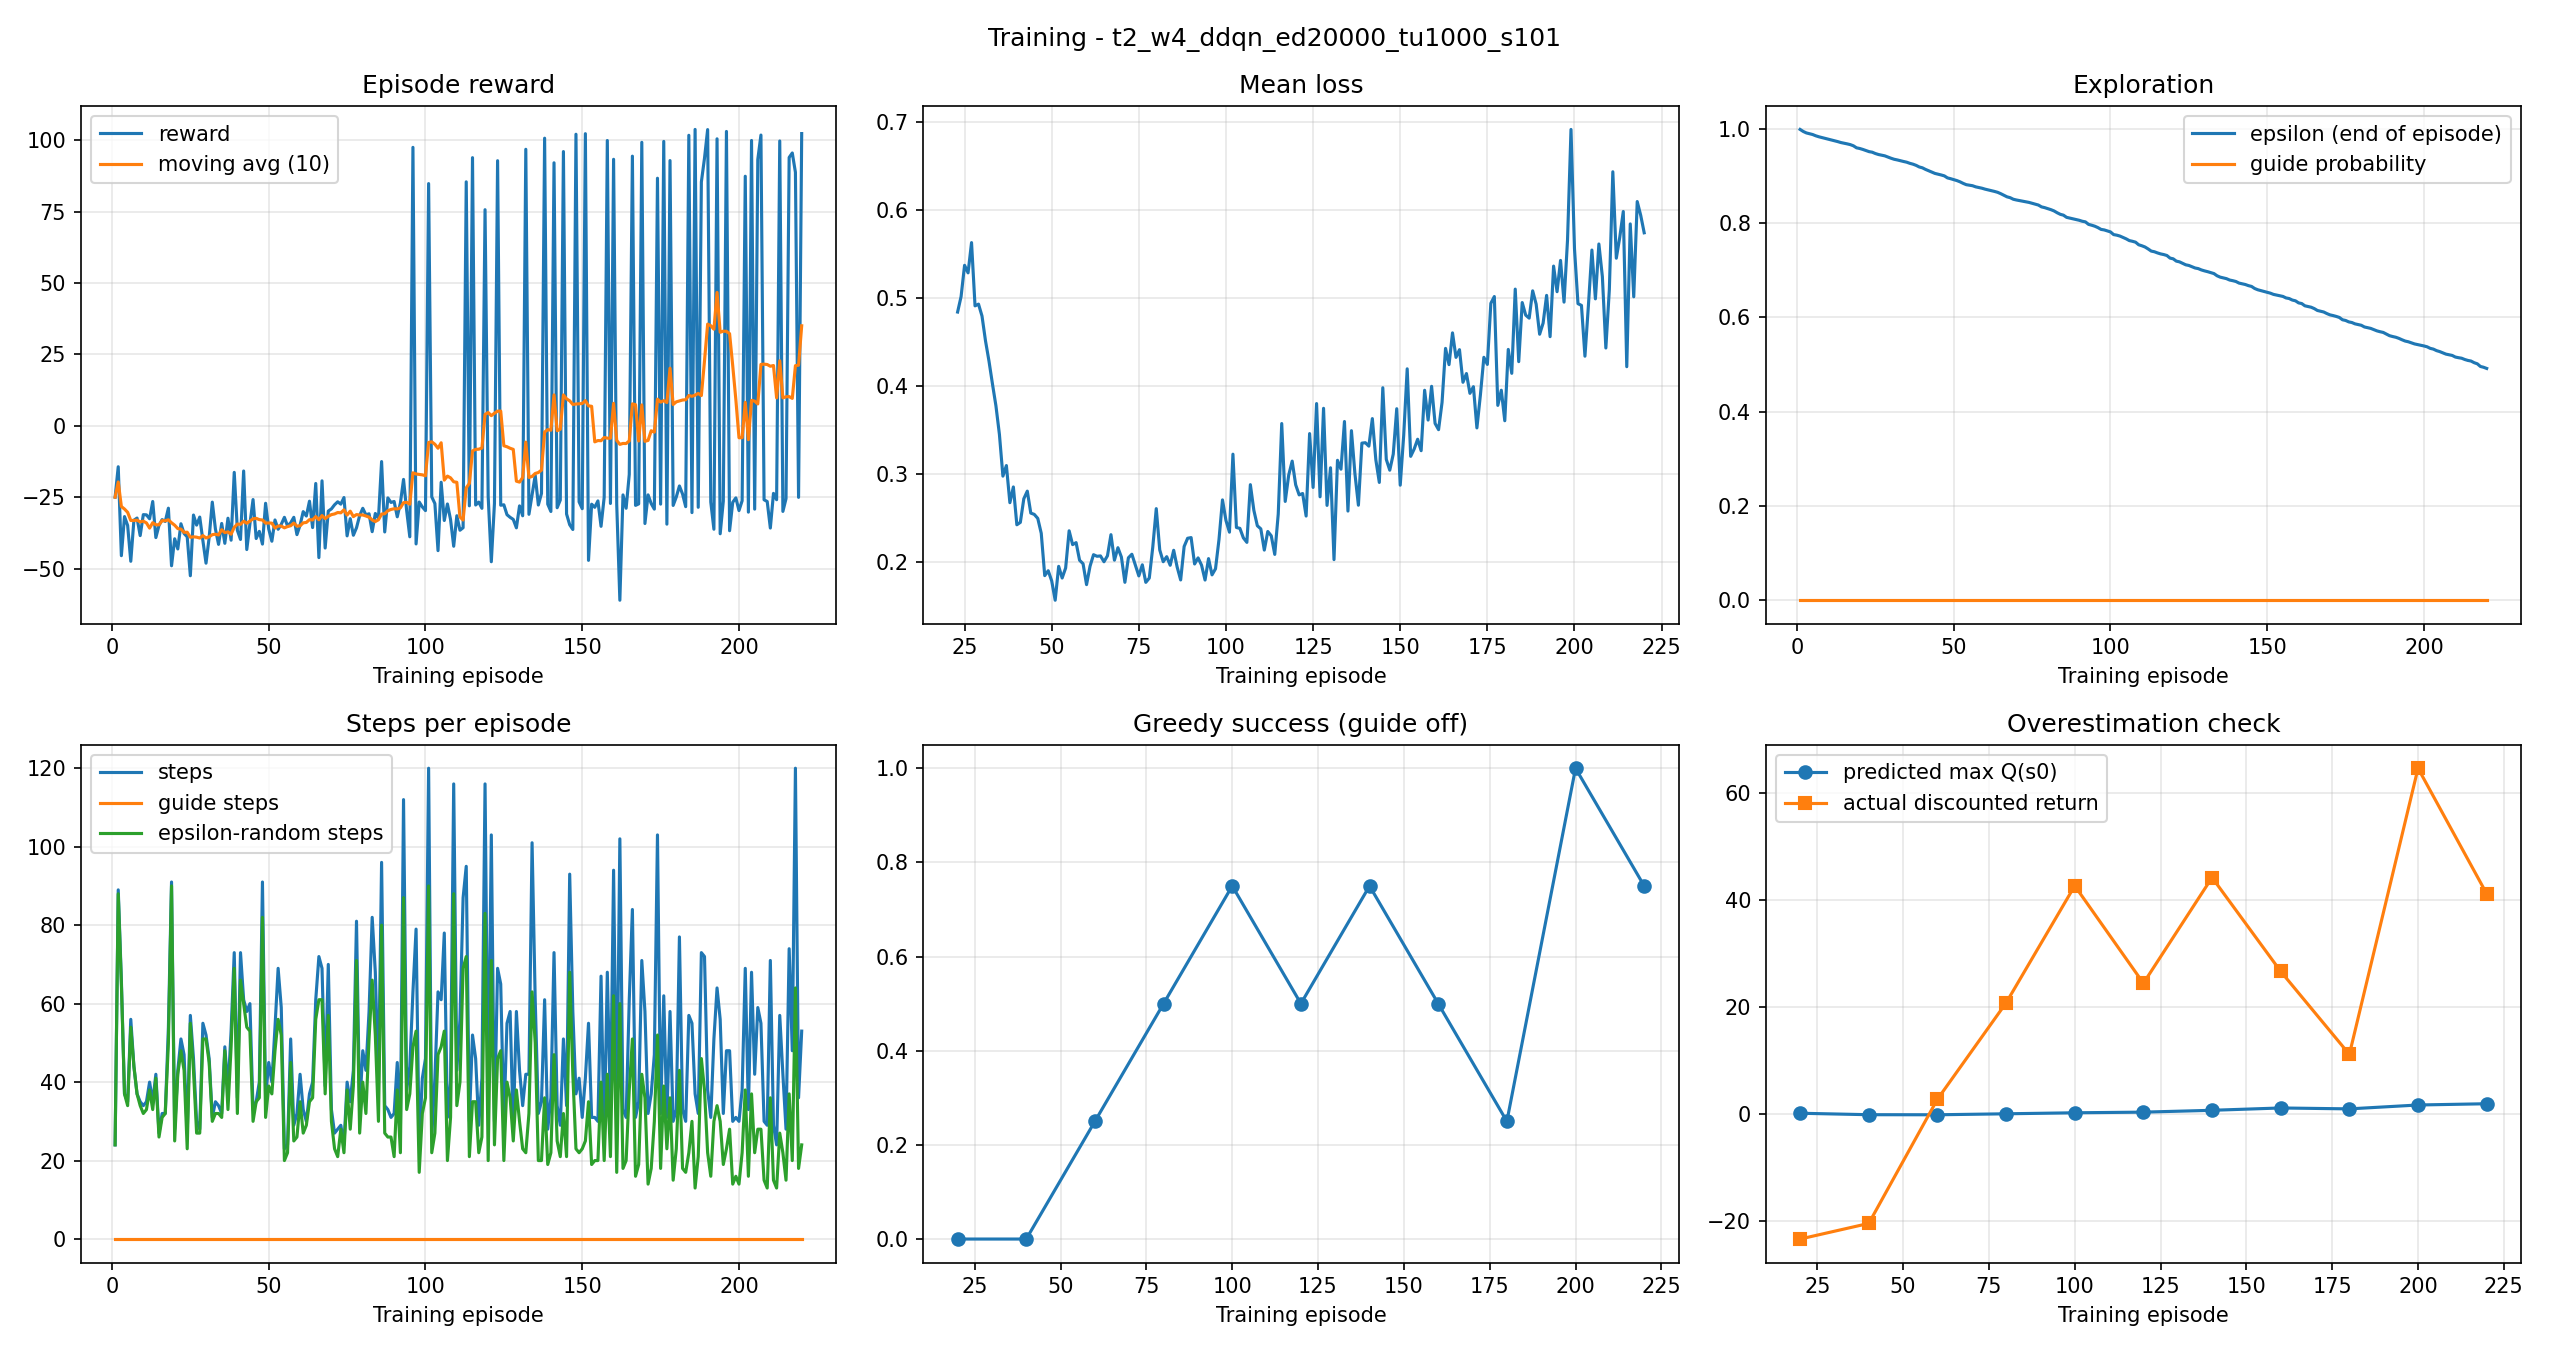 Training - t2_w4_ddqn_ed20000_tu1000_s101
Episode reward
reward
moving avg (10)
100
75
50
25
0
−25
−50
0 50 100 150 200
Training episode
Mean loss
0.7
0.6
0.5
0.4
0.3
0.2
25 50 75 100 125 150 175 200 225
Training episode
Exploration
epsilon (end of episode)
guide probability
1.0
0.8
0.6
0.4
0.2
0.0
0 50 100 150 200
Training episode
Steps per episode
steps
guide steps
epsilon-random steps
120
100
80
60
40
20
0
0 50 100 150 200
Training episode
Greedy success (guide off)
1.0
0.8
0.6
0.4
0.2
0.0
25 50 75 100 125 150 175 200 225
Training episode
Overestimation check
predicted max Q(s0)
actual discounted return
60
40
20
0
−20
25 50 75 100 125 150 175 200 225
Training episode